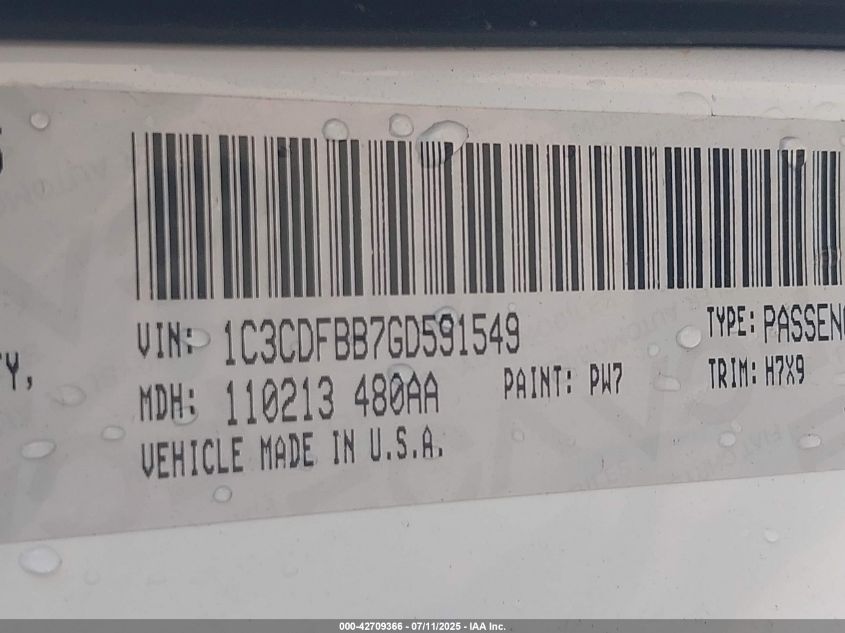 VIN: 1C3CDFBB7GD591549
TYPE: PASSEN
MDH: 110213 480AA
PAINT: PW7
TRIM: H7X9
VEHICLE MADE IN U.S.A.
TY,
000-42709366 - 07/11/2025 - IAA Inc.